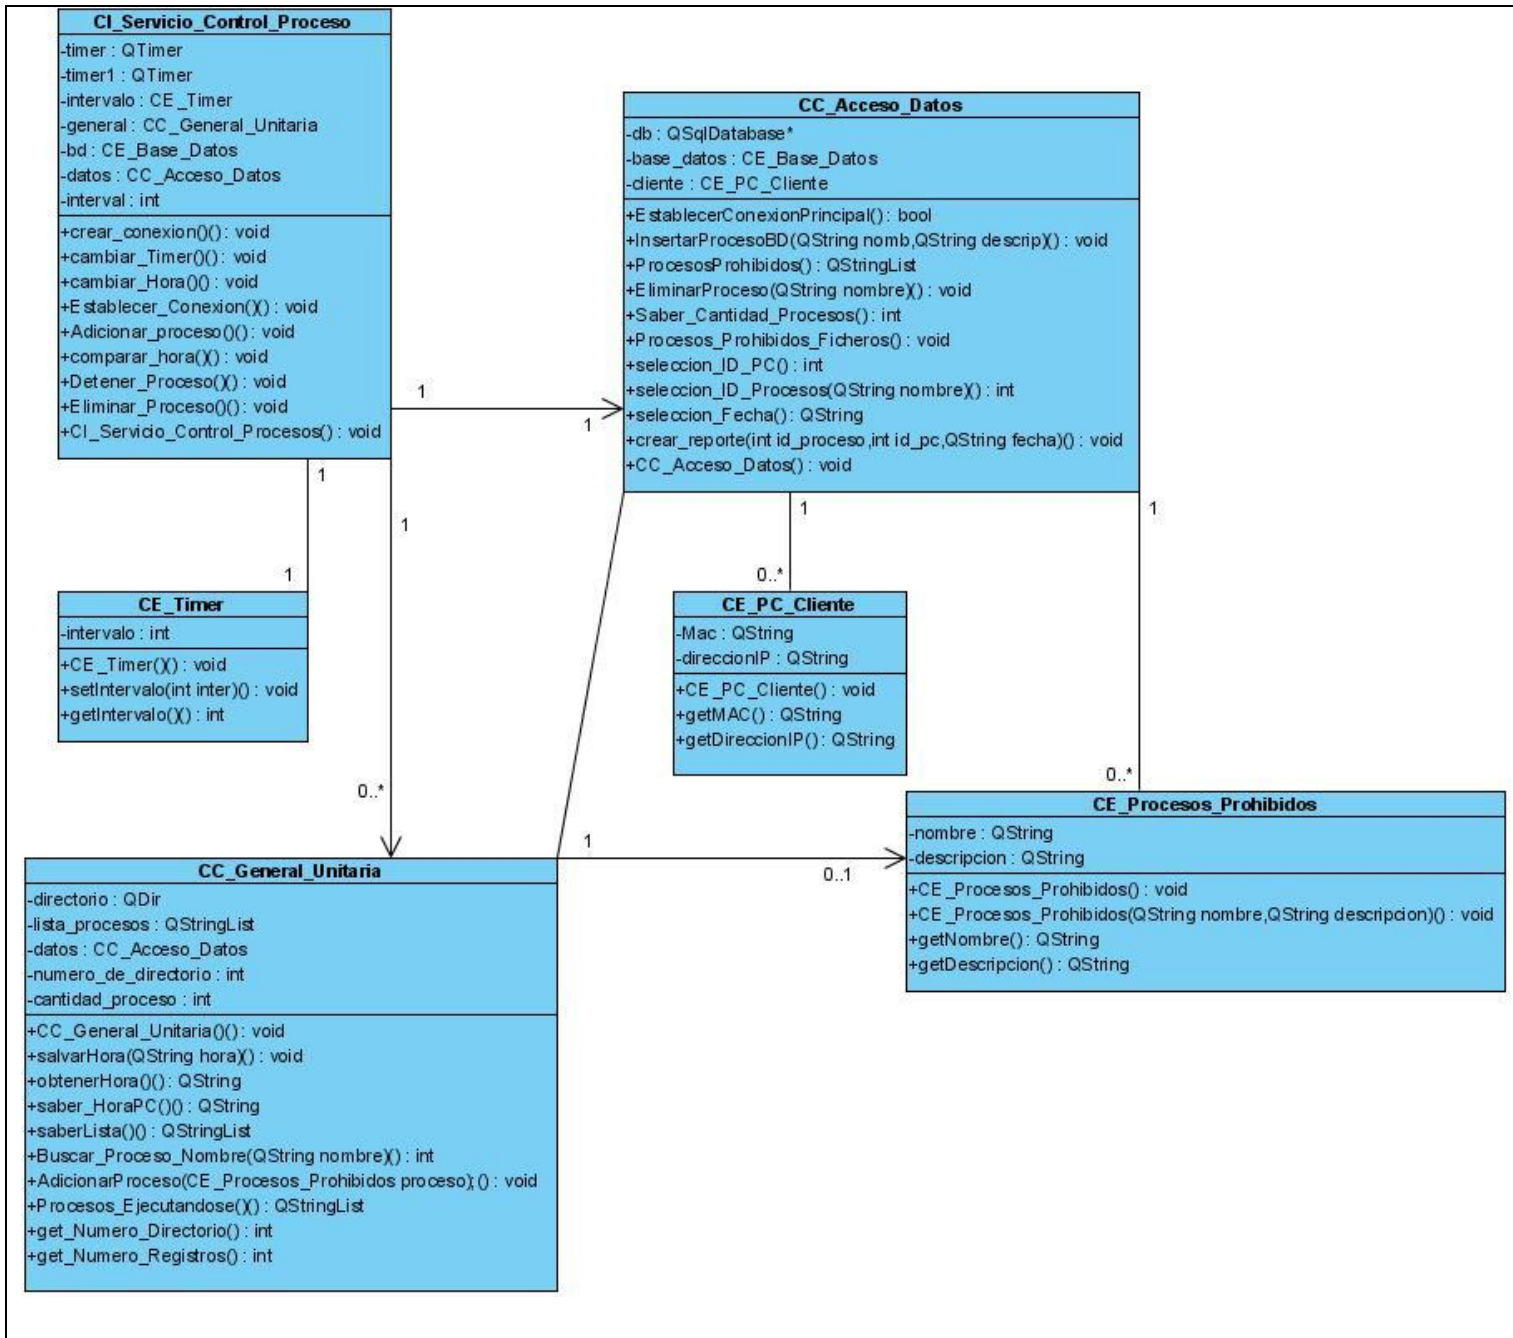 CI_Servicio_Control_Proceso
-timer : QTimer
-timer1 : QTimer
-intervalo : CE_Timer
-general : CC_General_Unitaria
-bd : CE_Base_Datos
-datos : CC_Acceso_Datos
-interval : int
+crear_conexion()() : void
+cambiar_Timer()() : void
+cambiar_Hora()() : void
+Establecer_Conexion()() : void
+Adicionar_proceso()() : void
+comparar_hora()() : void
+Detener_Proceso()() : void
+Eliminar_Proceso()() : void
+CI_Servicio_Control_Procesos() : void
CC_Acceso_Datos
-db : QSqlDatabase*
-base_datos : CE_Base_Datos
-cliente : CE_PC_Cliente
+EstablecerConexionPrincipal() : bool
+InsertarProcesoBD(QString nomb,QString descrip)() : void
+ProcesosProhibidos() : QStringList
+EliminarProceso(QString nombre)() : void
+Saber_Cantidad_Procesos() : int
+Procesos_Prohibidos_Ficheros() : void
+seleccion_ID_PC() : int
+seleccion_ID_Procesos(QString nombre)() : int
+seleccion_Fecha() : QString
+crear_reporte(int id_proceso,int id_pc,QString fecha)() : void
+CC_Acceso_Datos() : void
1
1
1
1
1
1
1
0..*
CE_Timer
-intervalo : int
+CE_Timer()() : void
+setIntervalo(int inter)() : void
+getIntervalo()() : int
CE_PC_Cliente
-Mac : QString
-direccionIP : QString
+CE_PC_Cliente() : void
+getMAC() : QString
+getDireccionIP() : QString
0..*
0..*
CE_Procesos_Prohibidos
-nombre : QString
-descripcion : QString
+CE_Procesos_Prohibidos() : void
+CE_Procesos_Prohibidos(QString nombre,QString descripcion)() : void
+getNombre() : QString
+getDescripcion() : QString
1
0..1
CC_General_Unitaria
-directorio : QDir
-lista_procesos : QStringList
-datos : CC_Acceso_Datos
-numero_de_directorio : int
-cantidad_proceso : int
+CC_General_Unitaria()() : void
+salvarHora(QString hora)() : void
+obtenerHora()() : QString
+saber_HoraPC()() : QString
+saberLista()() : QStringList
+Buscar_Proceso_Nombre(QString nombre)() : int
+AdicionarProceso(CE_Procesos_Prohibidos proceso);() : void
+Procesos_Ejecutandose()() : QStringList
+get_Numero_Directorio() : int
+get_Numero_Registros() : int